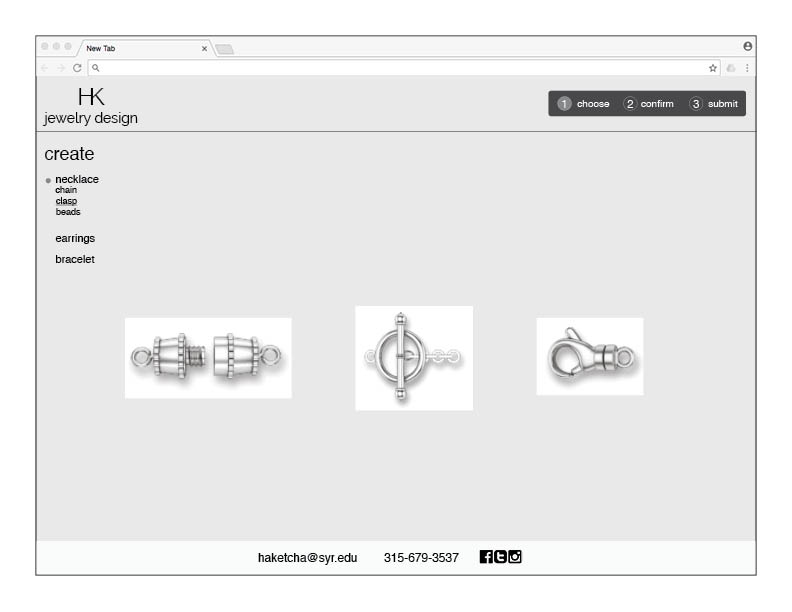 New Tab
HK
jewelry design
1 choose 2 confirm 3 submit
create
necklace
chain
clasp
beads
earrings
bracelet
haketcha@syr.edu 315-679-3537